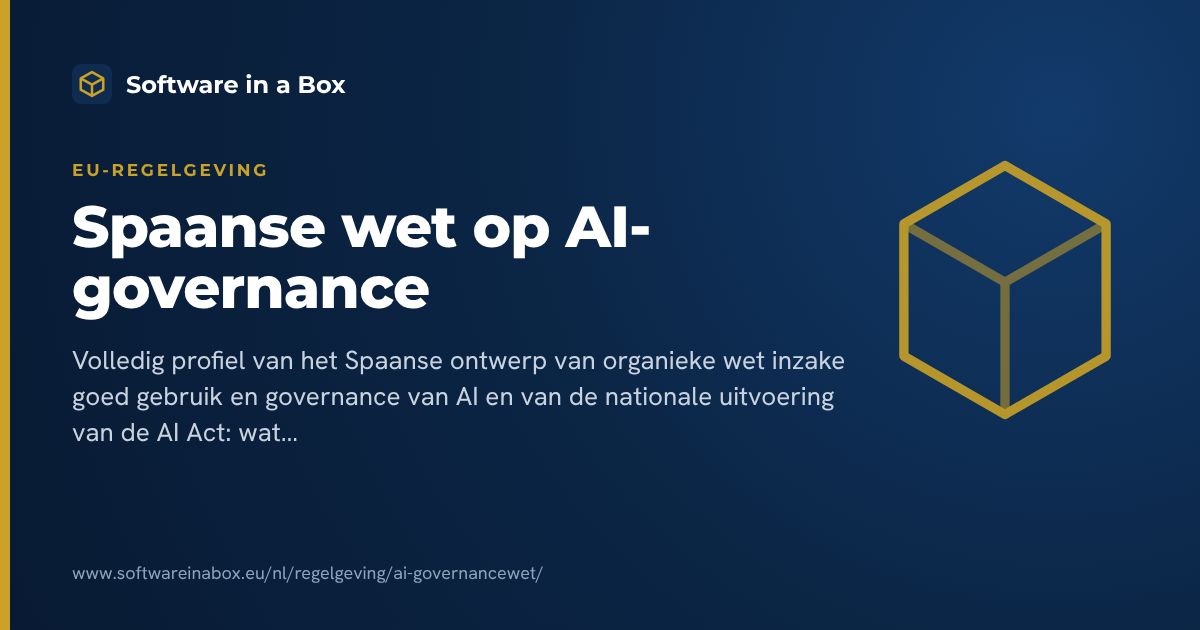 Software in a Box
EU-REGELGEVING
Spaanse wet op AI-
governance
Volledig profiel van het Spaanse ontwerp van organieke wet inzake
goed gebruik en governance van AI en van de nationale uitvoering
van de AI Act: wat…
www.softwareinabox.eu/nl/regelgeving/ai-governancewet/